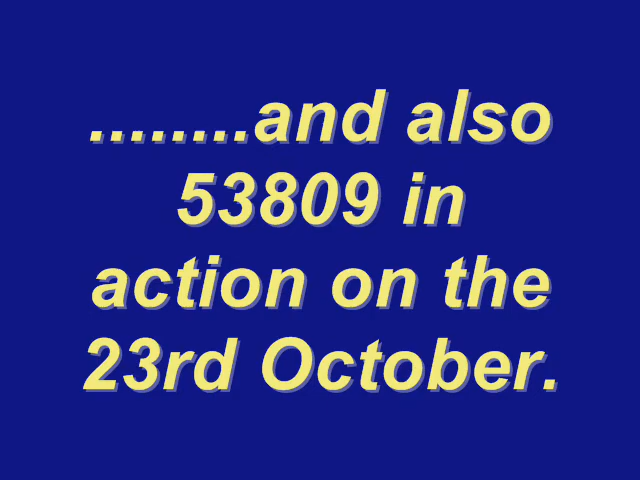 ........and also
53809 in
action on the
23rd October.